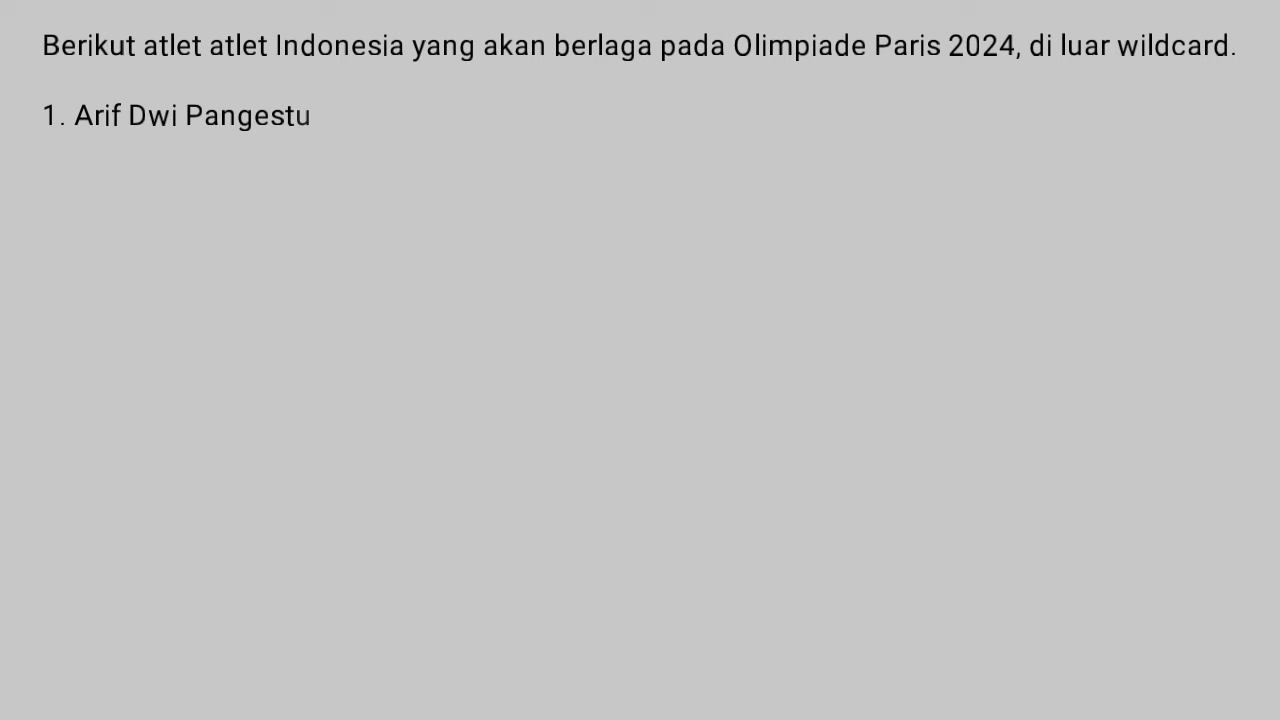 Berikut atlet atlet Indonesia yang akan berlaga pada Olimpiade Paris 2024, di luar wildcard.
1. Arif Dwi Pangestu